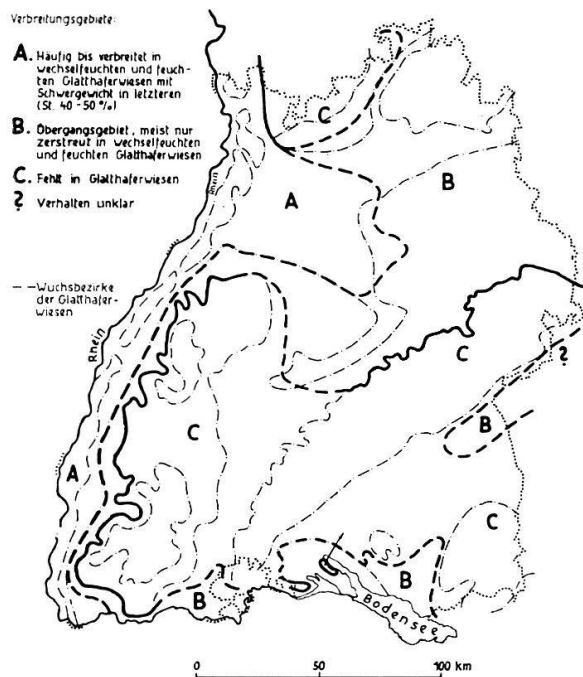 Verbreitungsgebiete:
A. Häufig bis verbreitet in
wechselfeuchten und feuch-
ten Glatthaferwiesen mit
Schwergewicht in letzteren
(St. 40-50 %)
B. Übergangsgebiet, meist nur
zerstreut in wechselfeuchten
und feuchten Glatthaferwiesen
C. Fehlt in Glatthaferwiesen
? Verhalten unklar
— — Wuchsbezirke
der Glatthafer-
wiesen
C
B
A
Rhein
C
?
B
C
A
C
B
B
Bodensee
0 50 100 km